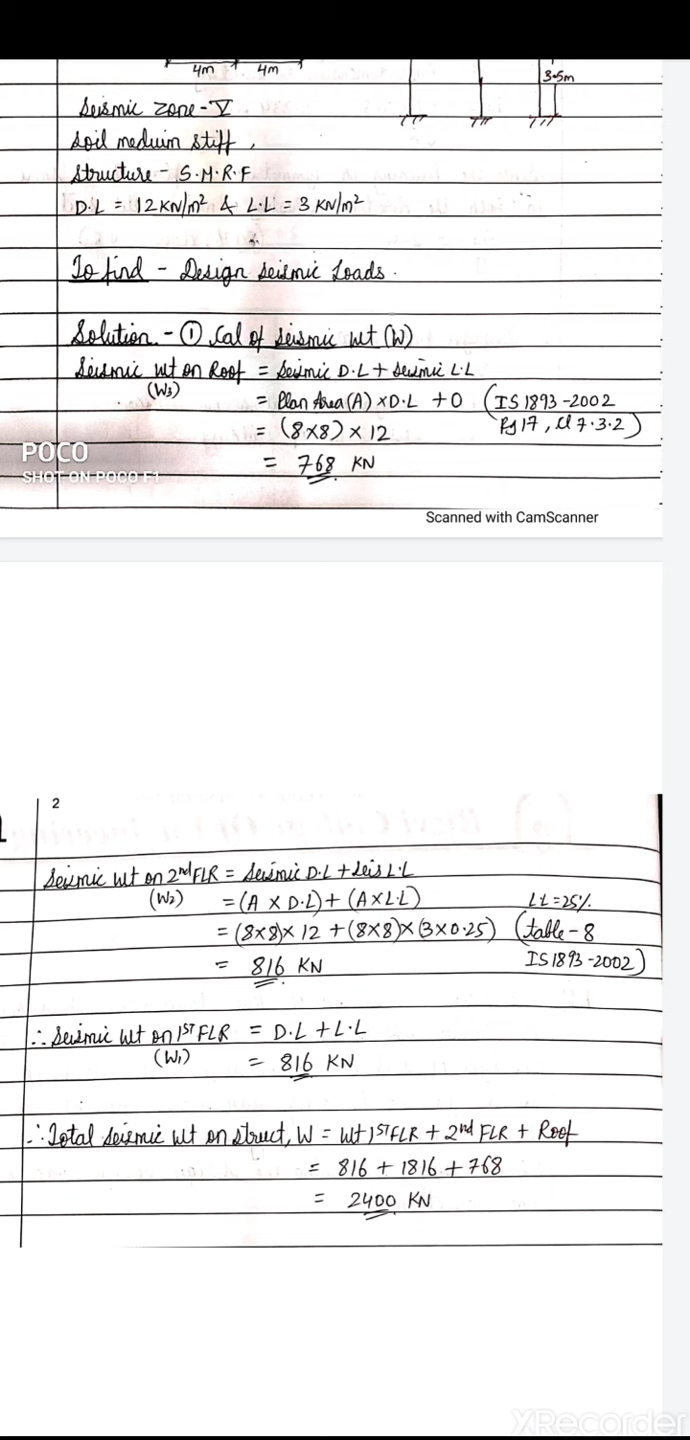 4m 4m
3.5m
Seismic zone - V
Soil meduim stiff,
Structure - S.M.R.F
D.L = 12 KN/m² & L.L = 3 KN/m²
To find - Design Seismic Loads.
Solution. - ① Cal of Seismic wt (W)
Seismic wt on Roof = Seismic D.L + Seismic L.L
(W₃) = Plan Area (A) × D.L + 0 (IS 1893-2002
= (8×8) × 12 Pg 17, Cl 7.3.2)
= 768 KN
POCO
SHOT ON POCO F1
Scanned with CamScanner
2
Seismic wt on 2nd FLR = Seismic D.L + Seis L.L
(W₂) = (A × D.L) + (A × L.L) LL = 25%
= (8×8) × 12 + (8×8) × (3×0.25) (table - 8
= 816 KN IS 1893-2002)
∴ Seismic wt on 1ST FLR = D.L + L.L
(W₁) = 816 KN
∴ Total Seismic wt on struct, W = wt 1ST FLR + 2nd FLR + Roof
= 816 + 1816 + 768
= 2400 KN
XRecorder